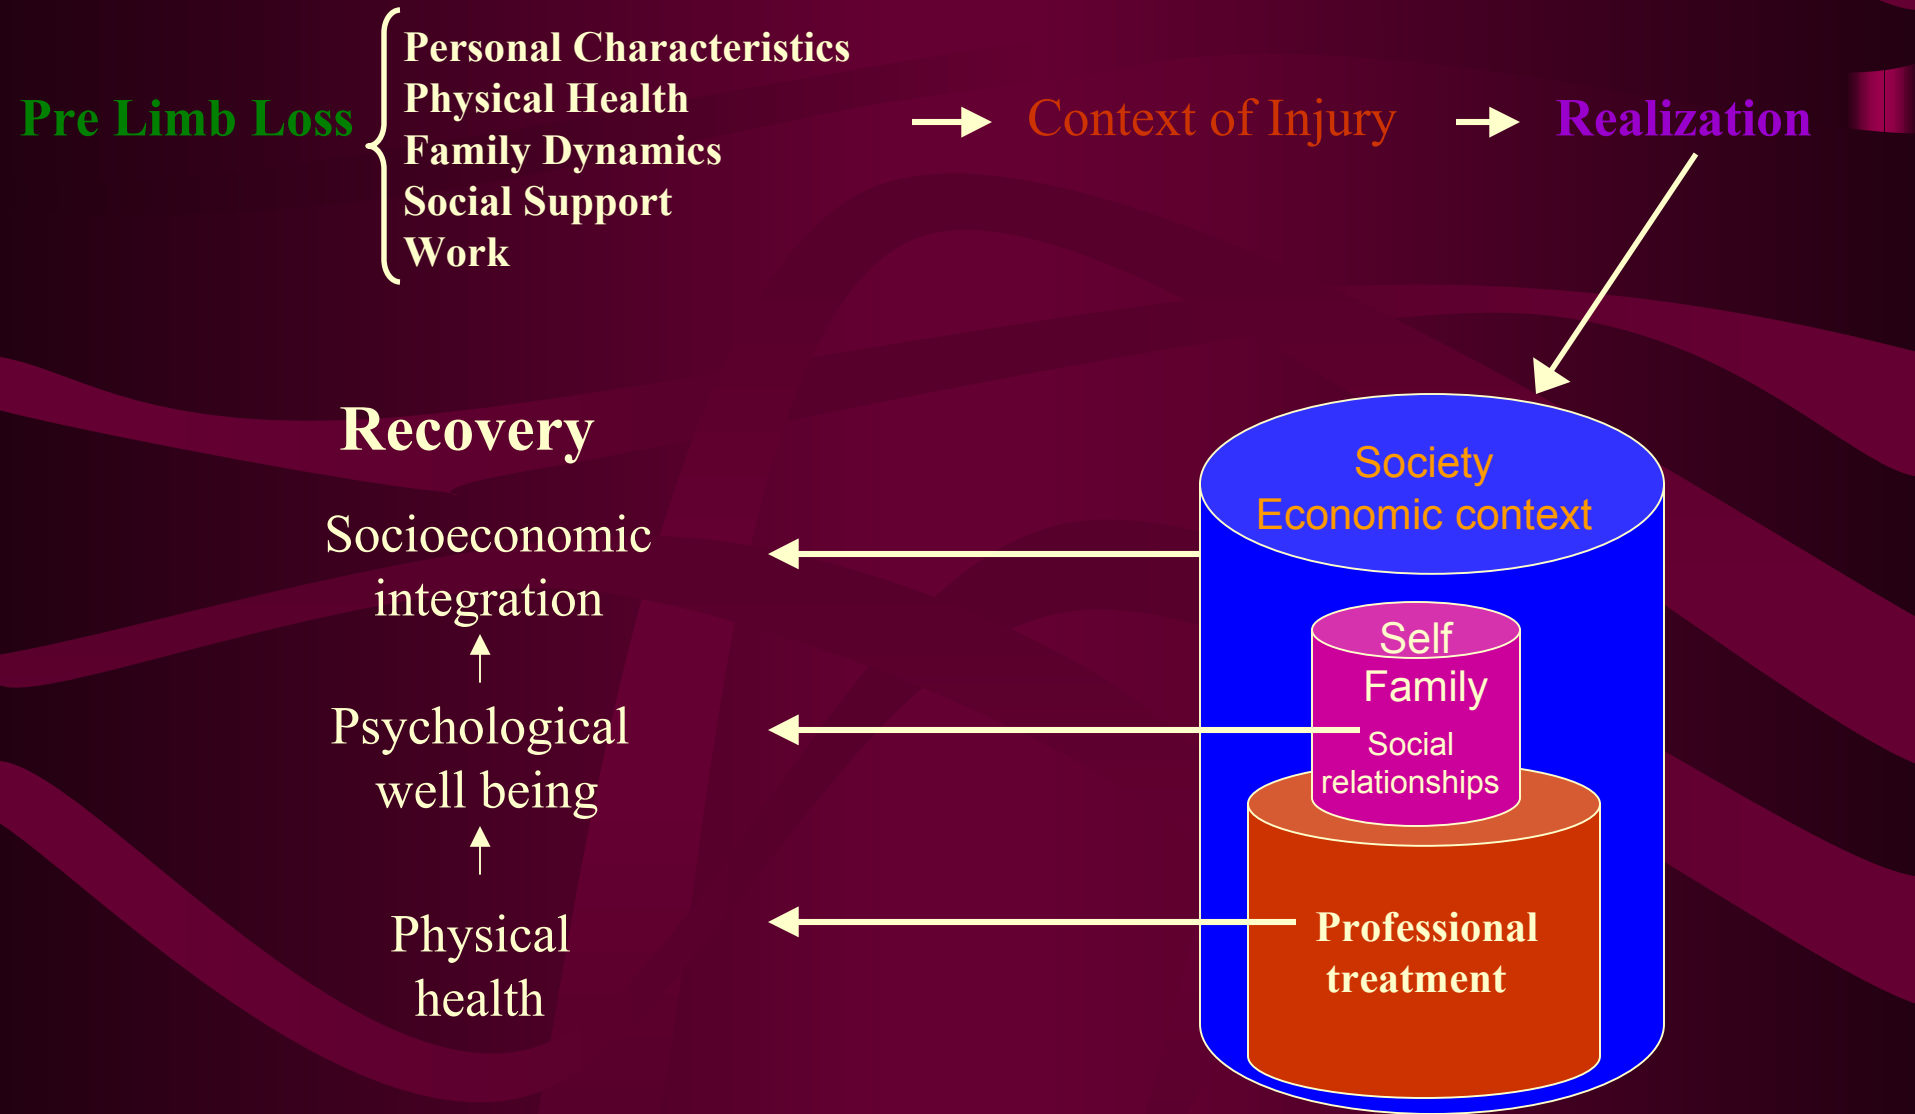 Pre Limb Loss
Personal Characteristics
Physical Health
Family Dynamics
Social Support
Work
Context of Injury
Realization
Recovery
Socioeconomic
integration
Psychological
well being
Physical
health
Society
Economic context
Self
Family
Social
relationships
Professional
treatment